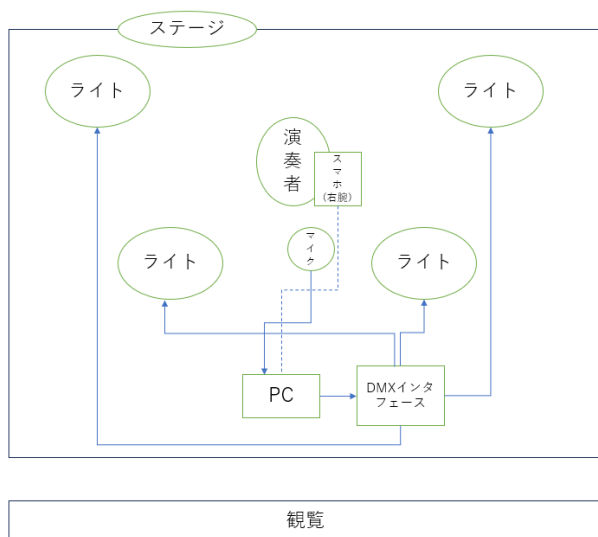 ステージ
ライト
ライト
演奏者
スマホ
(右腕)
マイク
ライト
ライト
PC
DMXインタ
フェース
観覧